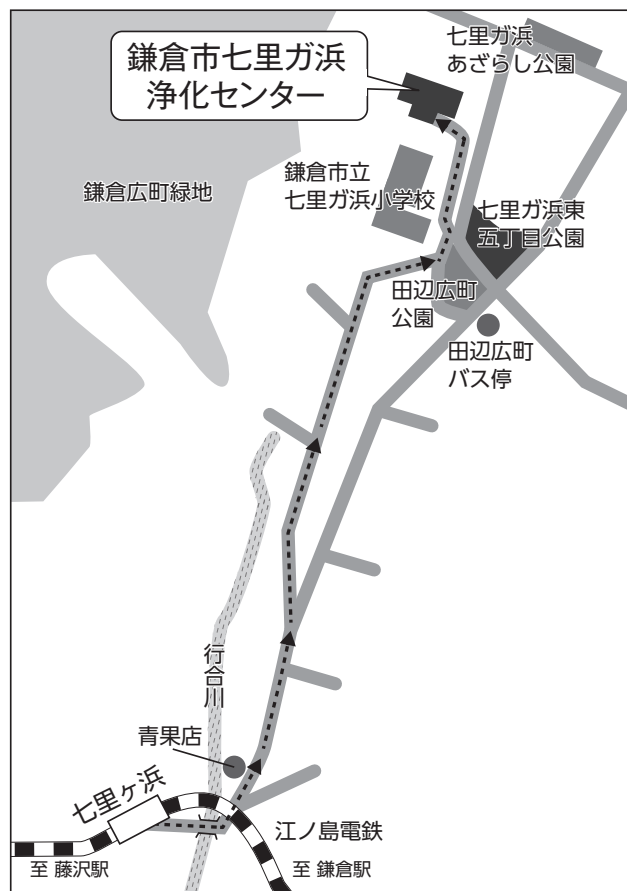 七里ガ浜
あざらし公園
鎌倉市七里ガ浜
浄化センター
鎌倉市立
七里ガ浜小学校
鎌倉広町緑地
七里ガ浜東
五丁目公園
田辺広町
公園
田辺広町
バス停
行合川
青果店
七里ヶ浜
江ノ島電鉄
至 藤沢駅
至 鎌倉駅